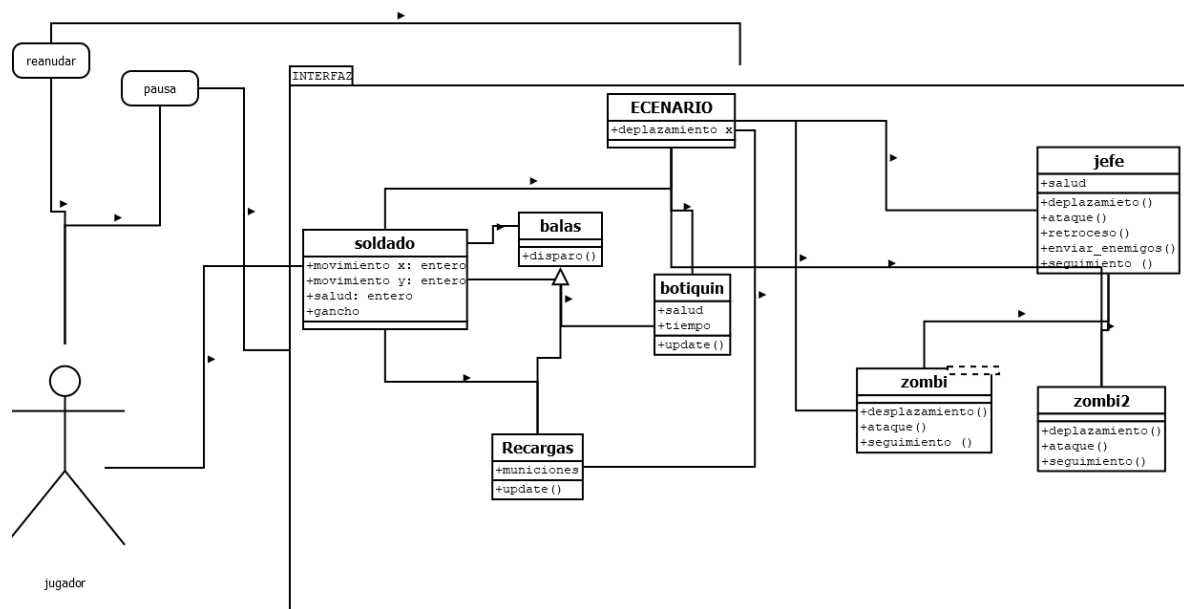 reanudar
pausa
INTERFAZ
ECENARIO
+deplazamiento x
jefe
+salud
+deplazamieto()
+ataque()
+retroceso()
+enviar_enemigos()
+seguimiento ()
balas
+disparo()
soldado
+movimiento x: entero
+movimiento y: entero
+salud: entero
+gancho
botiquin
+salud
+tiempo
+update()
zombi
+desplazamiento()
+ataque()
+seguimiento ()
zombi2
+deplazamiento()
+ataque()
+seguimiento()
Recargas
+municiones
+update()
jugador